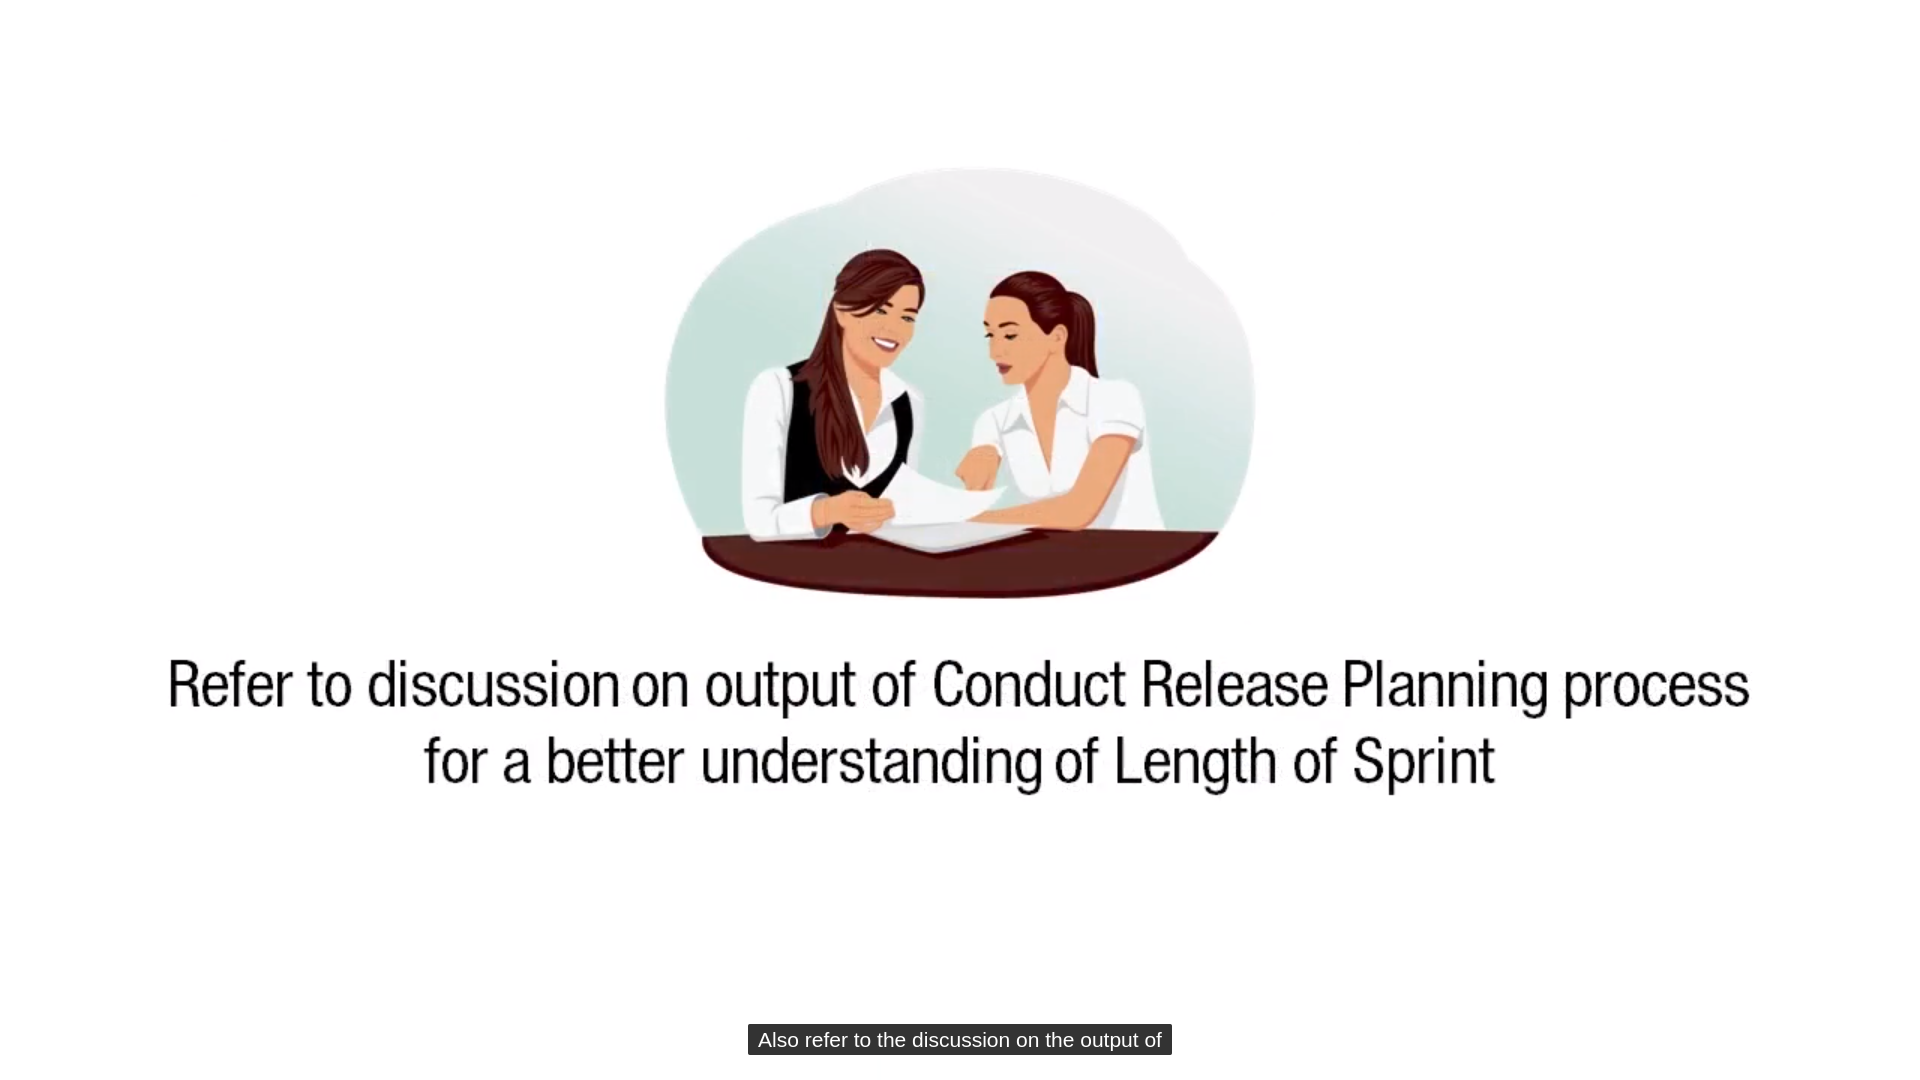 Refer to discussion on output of Conduct Release Planning process
for a better understanding of Length of Sprint
Also refer to the discussion on the output of